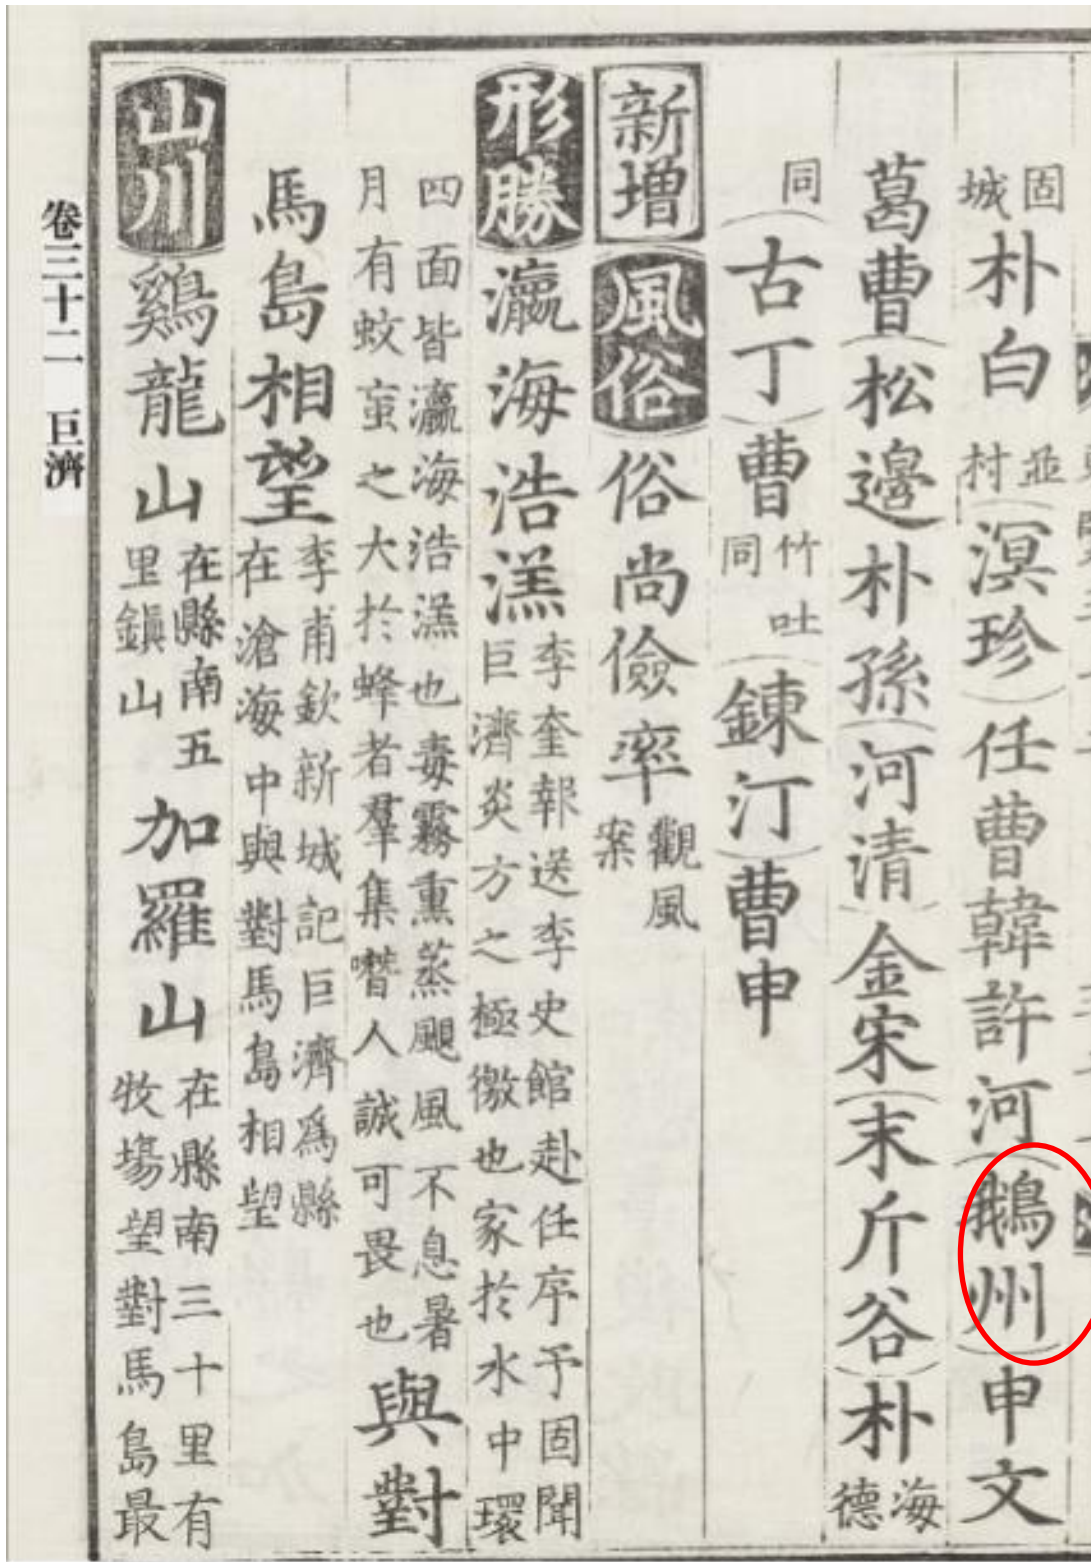 固城朴白並村(溟珍)任曹韓許河(鵝州)申文
葛曹(松邊)朴孫(河清)金宋(末斤谷)朴海德
同(古丁)曹竹吐同(鍊汀)曹申
新增 風俗 俗尚儉率觀風案
形勝 瀛海浩渼李奎報送李史館赴任序予固聞巨濟炎方之極徼也家於水中環
四面皆瀛海浩渼也毒霧熏蒸颶風不息暑月有蚊䖟之大於蜂者羣集噆人誠可畏也與對
馬島相望李甫欽新城記巨濟爲縣在滄海中與對馬島相望
山川 鷄龍山在縣南五里鎭山加羅山在縣南三十里有牧塲望對馬島最
卷三十二 巨濟